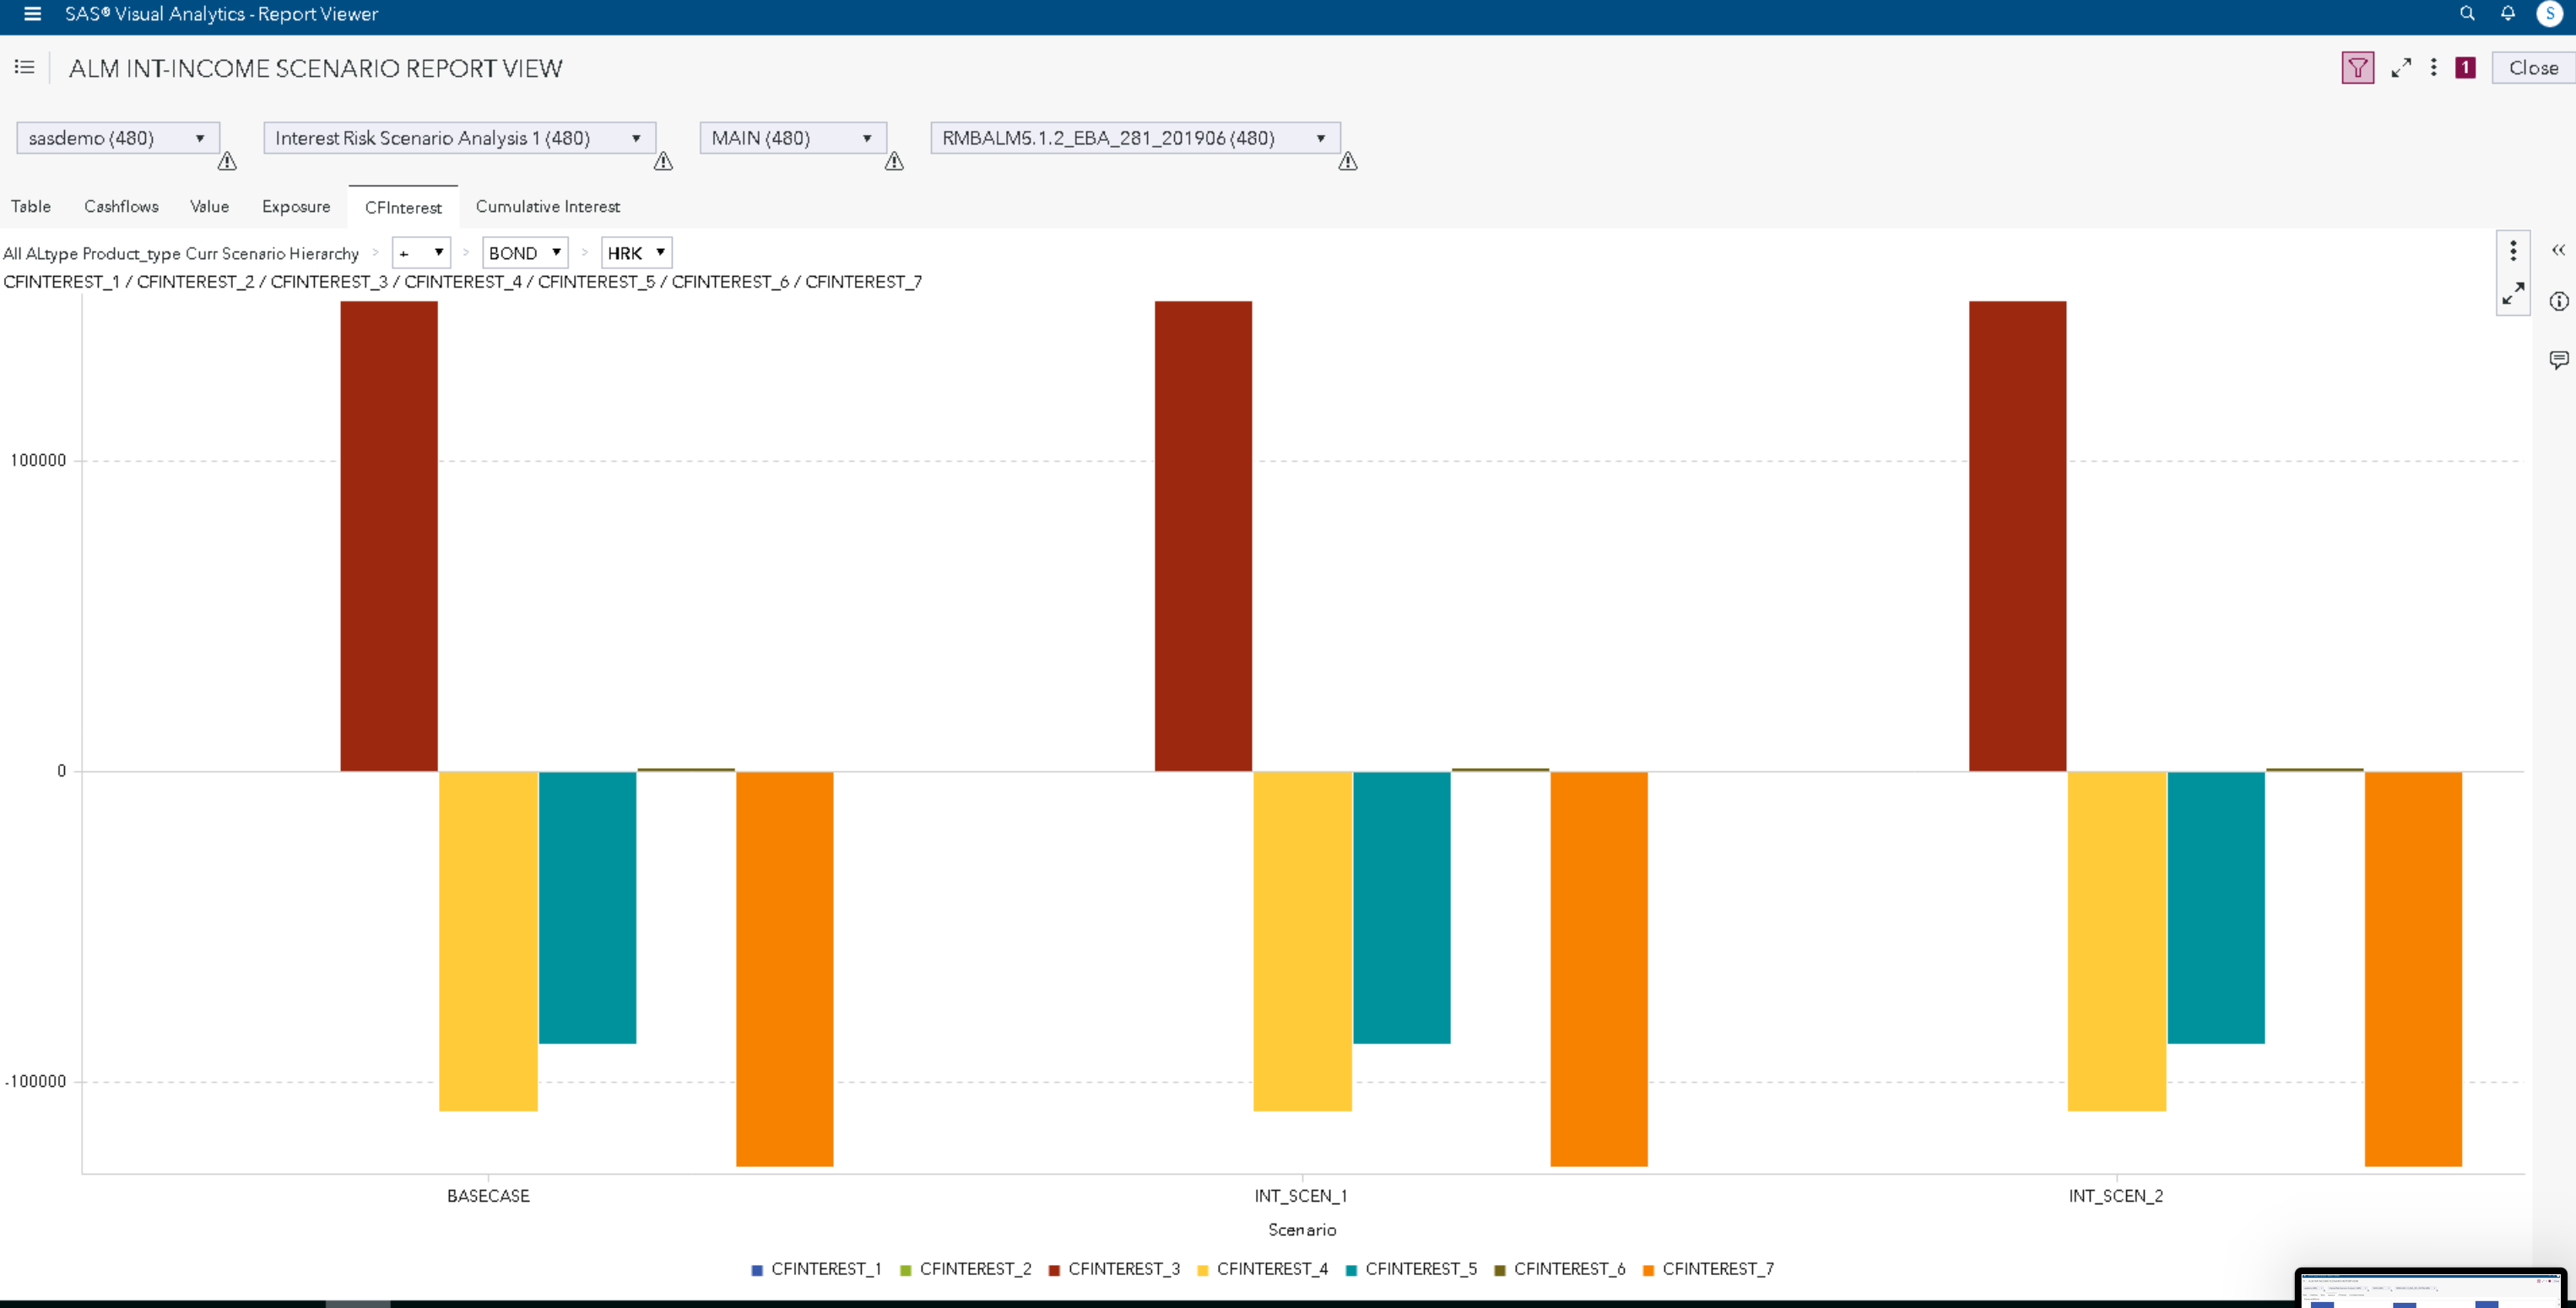 SAS® Visual Analytics - Report Viewer
S
ALM INT-INCOME SCENARIO REPORT VIEW
1
Close
sasdemo (480)
Interest Risk Scenario Analysis 1 (480)
MAIN (480)
RMBALM5.1.2_EBA_281_201906 (480)
Table
Cashflows
Value
Exposure
CFInterest
Cumulative Interest
All ALtype Product_type Curr Scenario Hierarchy > + > BOND > HRK
CFINTEREST_1 / CFINTEREST_2 / CFINTEREST_3 / CFINTEREST_4 / CFINTEREST_5 / CFINTEREST_6 / CFINTEREST_7
100000
0
-100000
BASECASE
INT_SCEN_1
INT_SCEN_2
Scenario
CFINTEREST_1
CFINTEREST_2
CFINTEREST_3
CFINTEREST_4
CFINTEREST_5
CFINTEREST_6
CFINTEREST_7